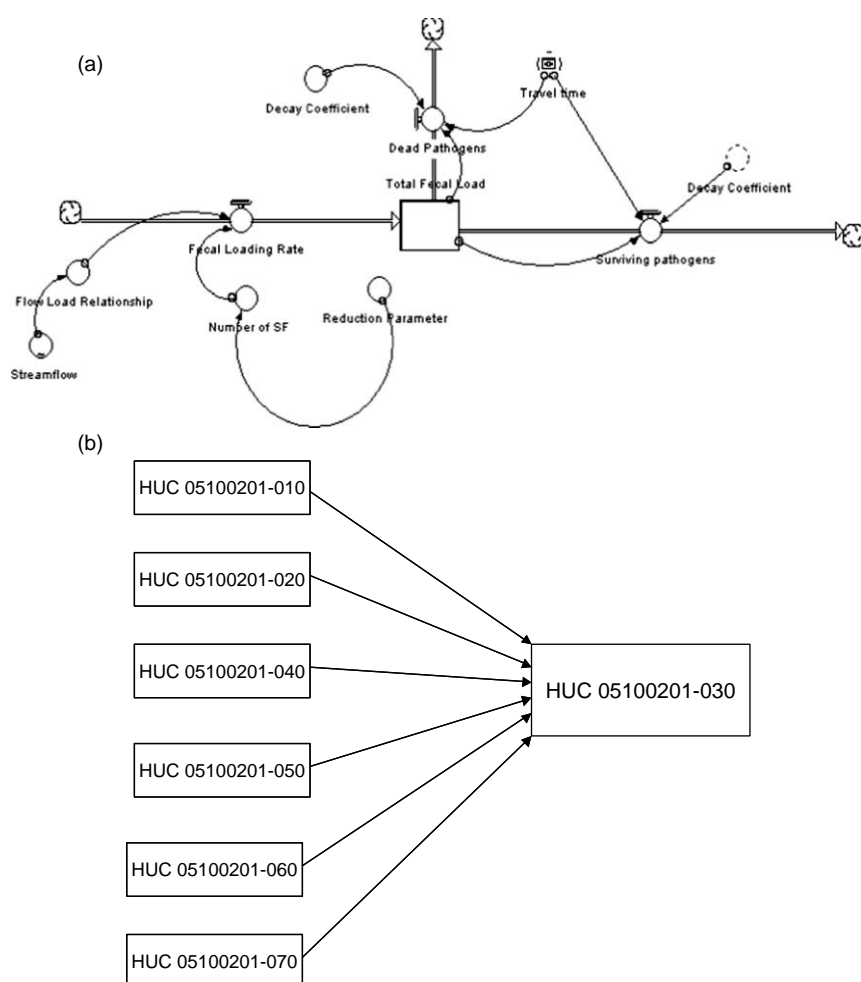 (a)
Decay Coefficient
Travel time
Dead Pathogens
Total Fecal Load
Decay Coefficient
Fecal Loading Rate
Surviving pathogens
Flow Load Relationship
Number of SF
Reduction Parameter
Streamflow
(b)
HUC 05100201-010
HUC 05100201-020
HUC 05100201-040
HUC 05100201-030
HUC 05100201-050
HUC 05100201-060
HUC 05100201-070